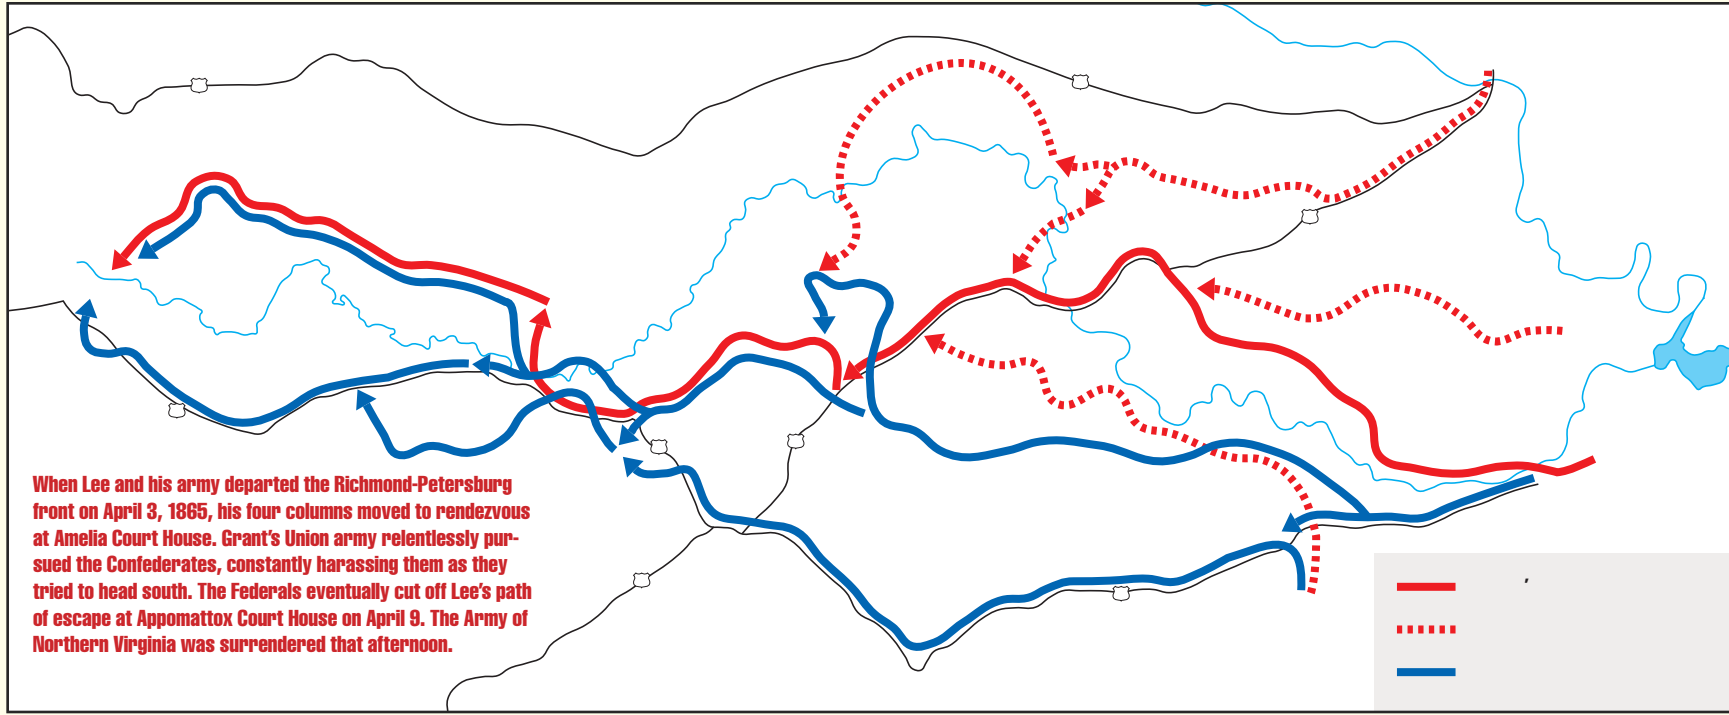 When Lee and his army departed the Richmond-Petersburg
front on April 3, 1865, his four columns moved to rendezvous
at Amelia Court House. Grant’s Union army relentlessly pur-
sued the Confederates, constantly harassing them as they
tried to head south. The Federals eventually cut off Lee’s path
of escape at Appomattox Court House on April 9. The Army of
Northern Virginia was surrendered that afternoon.